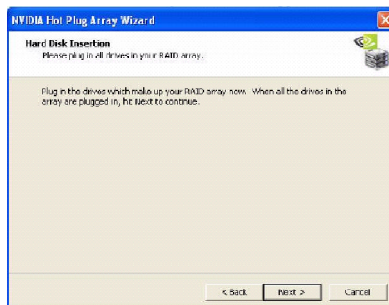 NVIDIA Hot Plug Array Wizard
Hard Disk Insertion
Please plug in all drives in your RAID array.
Plug in the drives which make up your RAID array now. When all the drives in the
array are plugged in, hit Next to continue.
< Back
Next >
Cancel